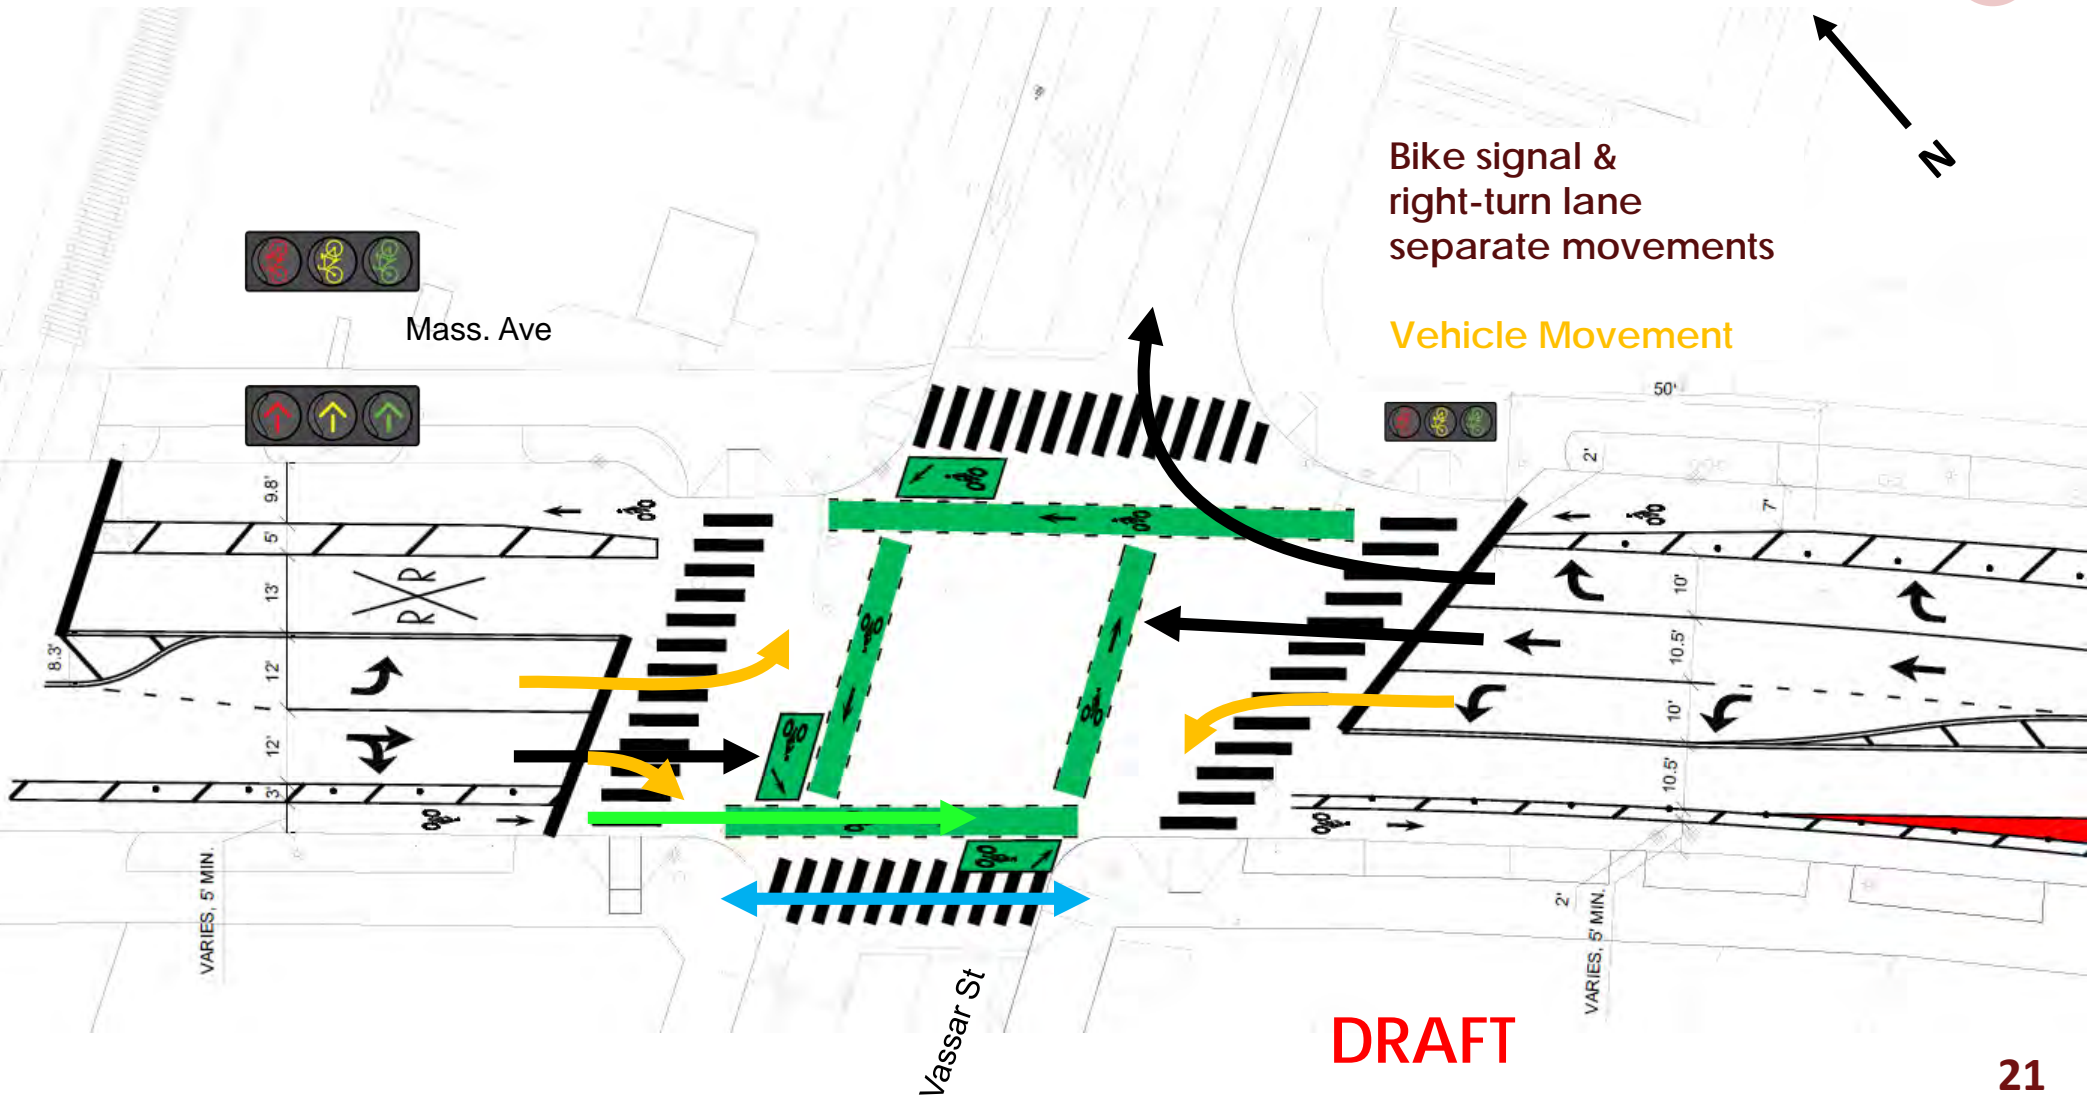 N
Bike signal &
right-turn lane
separate movements
Vehicle Movement
Mass. Ave
50'
2'
7'
9.8'
5'
13'
12'
12'
3'
8.3'
R R
10'
10.5'
10'
10.5'
2'
VARIES, 5' MIN.
VARIES, 5' MIN.
Vassar St
DRAFT
21